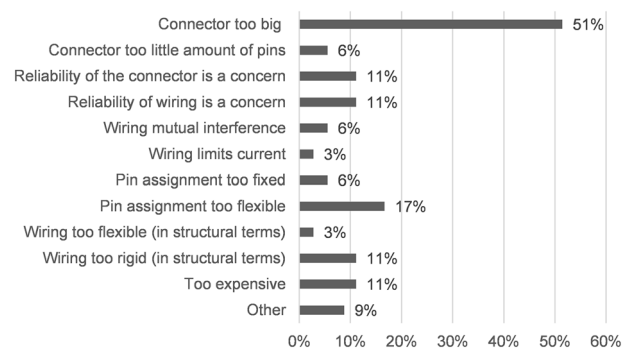 Connector too big 51%
Connector too little amount of pins 6%
Reliability of the connector is a concern 11%
Reliability of wiring is a concern 11%
Wiring mutual interference 6%
Wiring limits current 3%
Pin assignment too fixed 6%
Pin assignment too flexible 17%
Wiring too flexible (in structural terms) 3%
Wiring too rigid (in structural terms) 11%
Too expensive 11%
Other 9%
0% 10% 20% 30% 40% 50% 60%